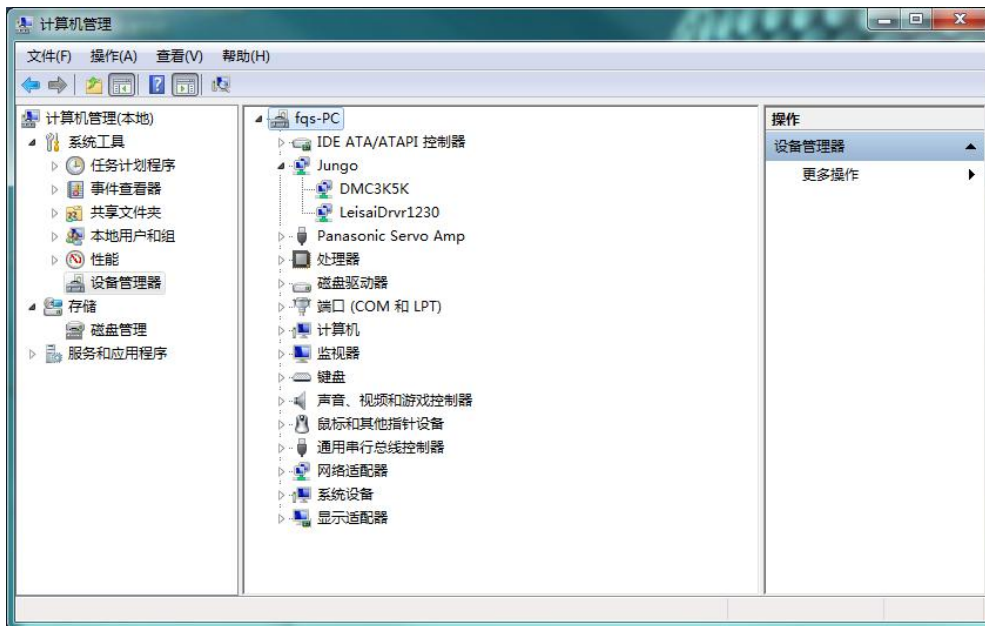 计算机管理
文件(F) 操作(A) 查看(V) 帮助(H)
计算机管理(本地)
系统工具
任务计划程序
事件查看器
共享文件夹
本地用户和组
性能
设备管理器
存储
磁盘管理
服务和应用程序
fqs-PC
IDE ATA/ATAPI 控制器
Jungo
DMC3K5K
LeisaiDrvr1230
Panasonic Servo Amp
处理器
磁盘驱动器
端口 (COM 和 LPT)
计算机
监视器
键盘
声音、视频和游戏控制器
鼠标和其他指针设备
通用串行总线控制器
网络适配器
系统设备
显示适配器
操作
设备管理器
更多操作